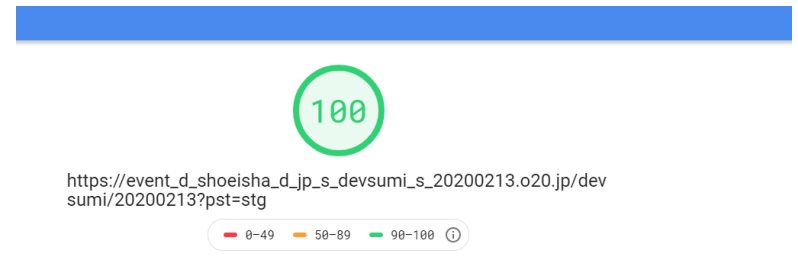 100
https://event_d_shoeisha_d_jp_s_devsumi_s_20200213.o20.jp/dev
sumi/20200213?pst=stg
0-49 50-89 90-100